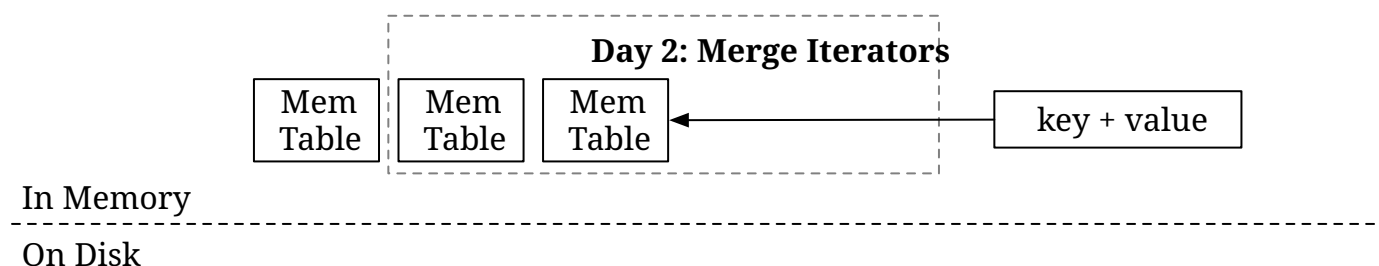 Day 2: Merge Iterators
Mem
Table
Mem
Table
Mem
Table
key + value
In Memory
On Disk